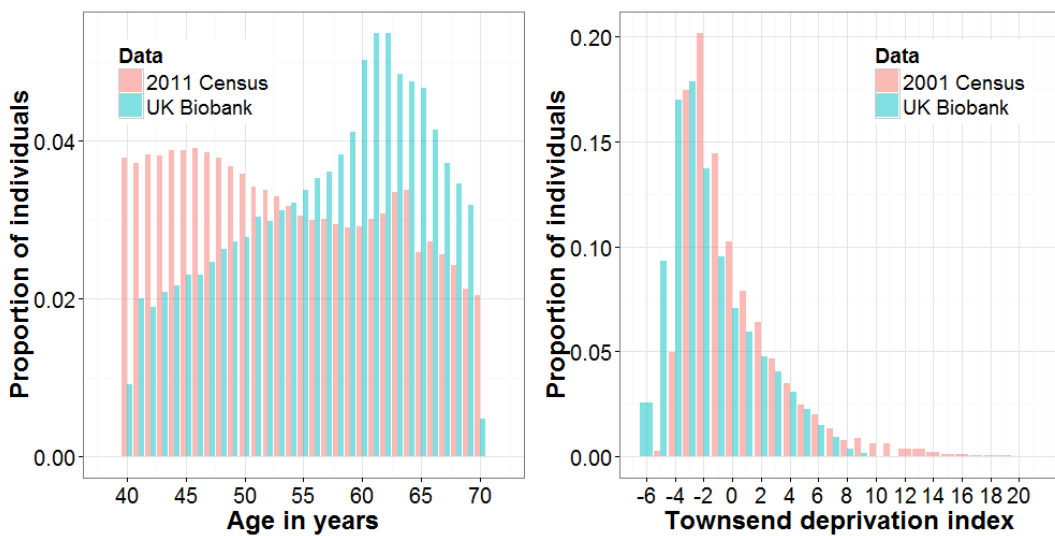 Data
2011 Census
UK Biobank
Proportion of individuals
0.04
0.02
0.00
40 45 50 55 60 65 70
Age in years
Data
2001 Census
UK Biobank
Proportion of individuals
0.20
0.15
0.10
0.05
0.00
-6 -4 -2 0 2 4 6 8 10 12 14 16 18 20
Townsend deprivation index